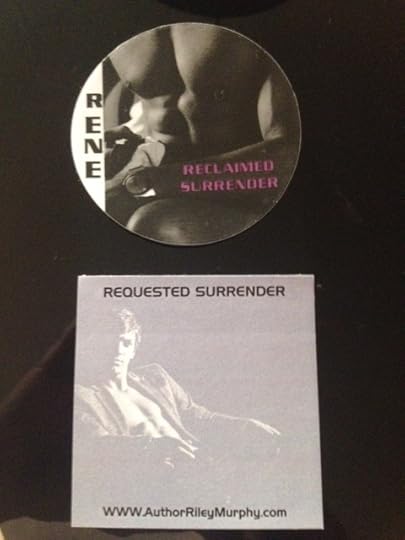 RENE
RECLAIMED
SURRENDER
REQUESTED SURRENDER
WWW.AuthorRileyMurphy.com